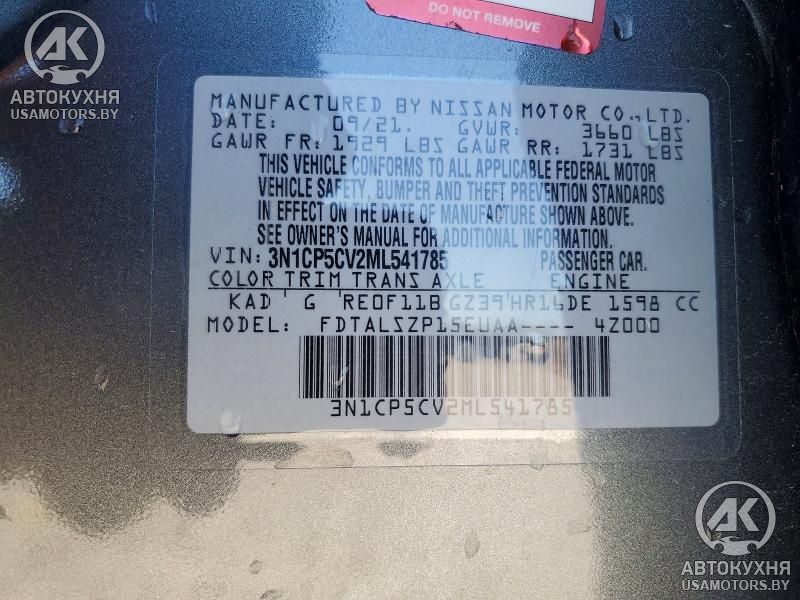 DO NOT REMOVE
AK
АВТОКУХНЯ
USAMOTORS.BY
MANUFACTURED BY NISSAN MOTOR CO.,LTD.
DATE: 09/21. GVWR: 3660 LBS
GAWR FR: 1929 LBS GAWR RR: 1731 LBS
THIS VEHICLE CONFORMS TO ALL APPLICABLE FEDERAL MOTOR
VEHICLE SAFETY, BUMPER AND THEFT PREVENTION STANDARDS
IN EFFECT ON THE DATE OF MANUFACTURE SHOWN ABOVE.
SEE OWNER'S MANUAL FOR ADDITIONAL INFORMATION.
VIN: 3N1CP5CV2ML541785 PASSENGER CAR.
COLOR TRIM TRANS AXLE ENGINE
KAD G RE0F11B GZ39 HR16DE 1598 CC
MODEL: FDTALSZP15EUAA---- 4Z000
3N1CP5CV2ML541785
AK
АВТОКУХНЯ
USAMOTORS.BY